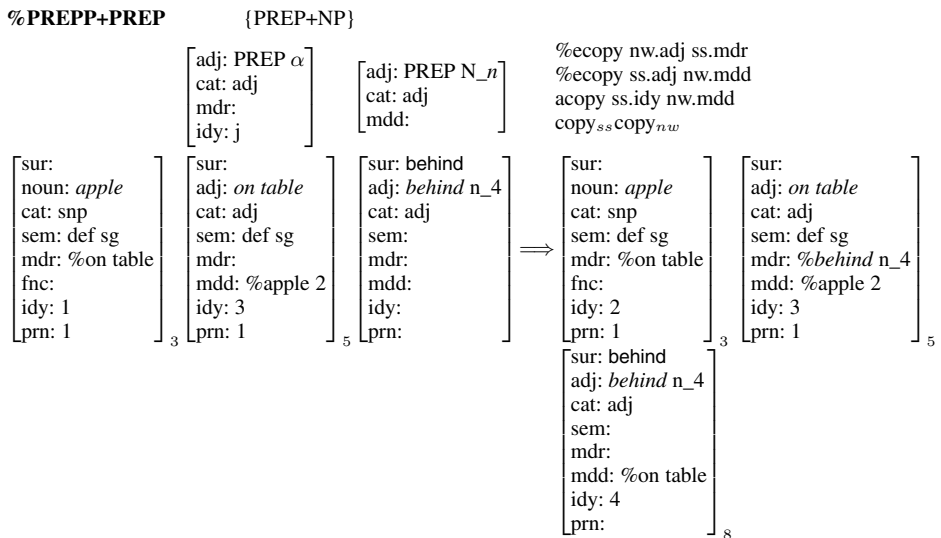 %PREPP+PREP {PREP+NP}
adj: PREP α
cat: adj
mdr:
idy: j
adj: PREP N_n
cat: adj
mdd:
%ecopy nw.adj ss.mdr
%ecopy ss.adj nw.mdd
acopy ss.idy nw.mdd
copyss copynw
sur:
noun: apple
cat: snp
sem: def sg
mdr: %on table
fnc:
idy: 1
prn: 1
3
sur:
adj: on table
cat: adj
sem: def sg
mdr:
mdd: %apple 2
idy: 3
prn: 1
5
sur: behind
adj: behind n_4
cat: adj
sem:
mdr:
mdd:
idy:
prn:
⟹
sur:
noun: apple
cat: snp
sem: def sg
mdr: %on table
fnc:
idy: 2
prn: 1
3
sur:
adj: on table
cat: adj
sem: def sg
mdr: %behind n_4
mdd: %apple 2
idy: 3
prn: 1
5
sur: behind
adj: behind n_4
cat: adj
sem:
mdr:
mdd: %on table
idy: 4
prn:
8